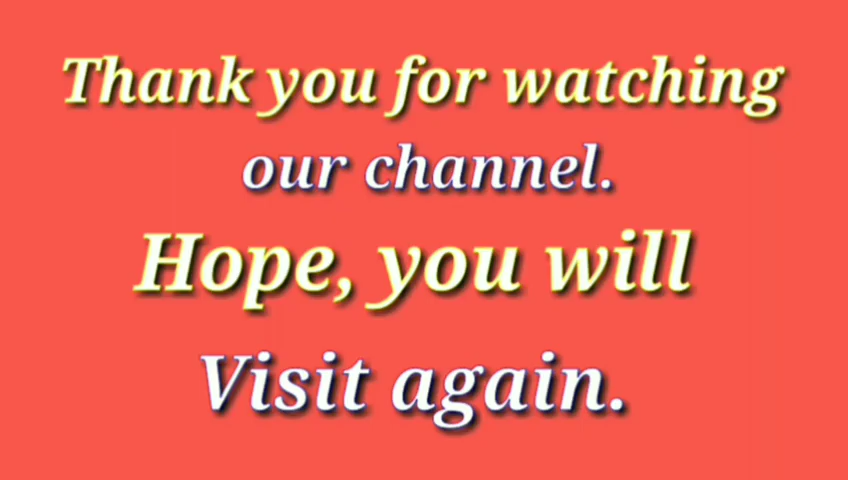 Thank you for watching
our channel.
Hope, you will
Visit again.